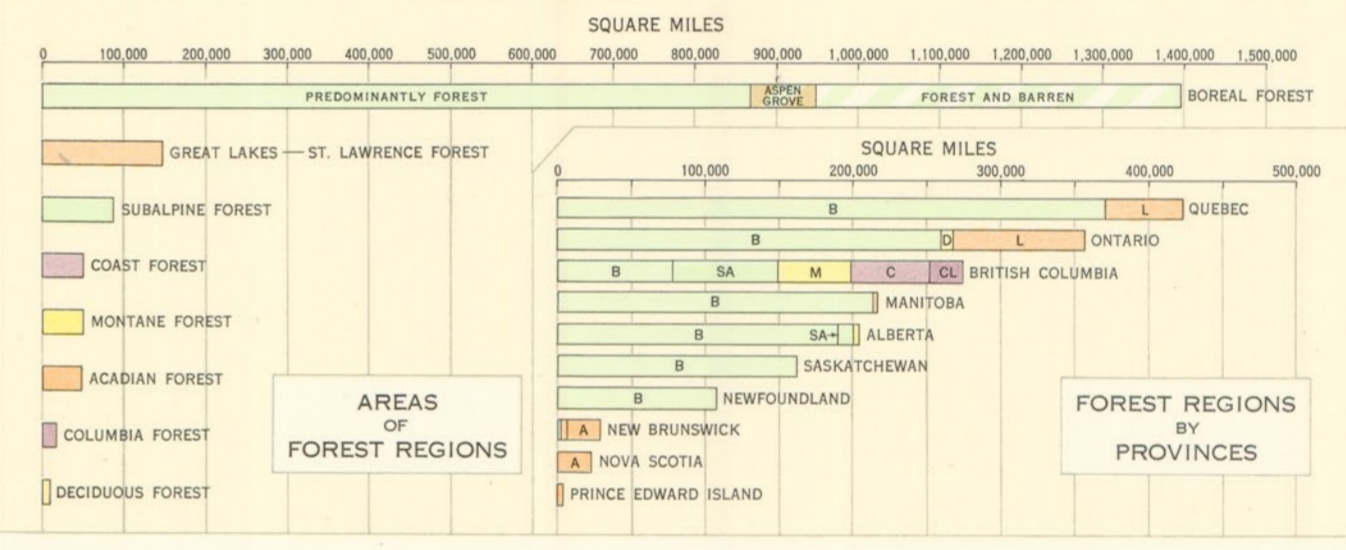 SQUARE MILES
0 100,000 200,000 300,000 400,000 500,000 600,000 700,000 800,000 900,000 1,000,000 1,100,000 1,200,000 1,300,000 1,400,000 1,500,000
PREDOMINANTLY FOREST ASPEN GROVE FOREST AND BARREN BOREAL FOREST
GREAT LAKES — ST. LAWRENCE FOREST
SUBALPINE FOREST
COAST FOREST
MONTANE FOREST
ACADIAN FOREST
COLUMBIA FOREST
DECIDUOUS FOREST
AREAS
OF
FOREST REGIONS
SQUARE MILES
0 100,000 200,000 300,000 400,000 500,000
B L QUEBEC
B D L ONTARIO
B SA M C CL BRITISH COLUMBIA
B MANITOBA
B SA ALBERTA
B SASKATCHEWAN
B NEWFOUNDLAND
A NEW BRUNSWICK
A NOVA SCOTIA
PRINCE EDWARD ISLAND
FOREST REGIONS
BY
PROVINCES